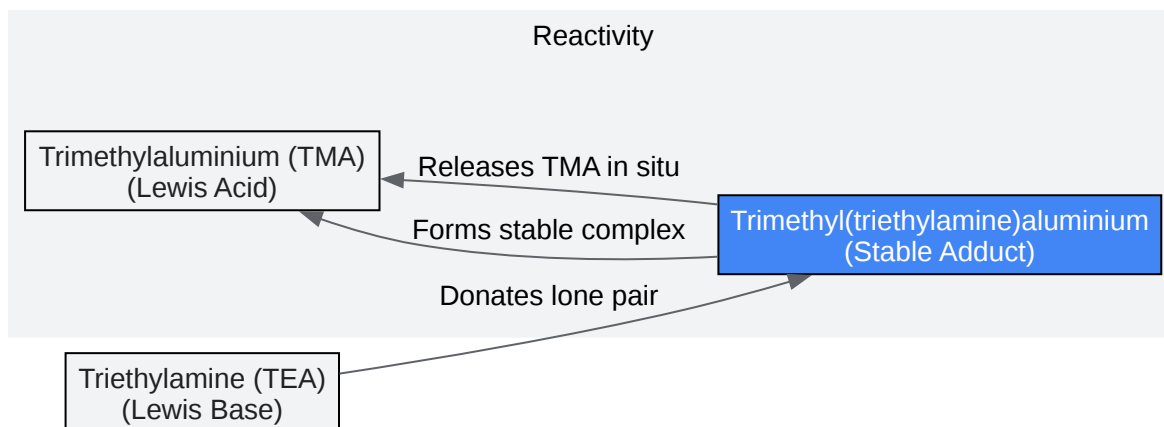 Reactivity
Trimethylaluminium (TMA)
(Lewis Acid)
Releases TMA in situ
Forms stable complex
Trimethyl(triethylamine)aluminium
(Stable Adduct)
Donates lone pair
Triethylamine (TEA)
(Lewis Base)